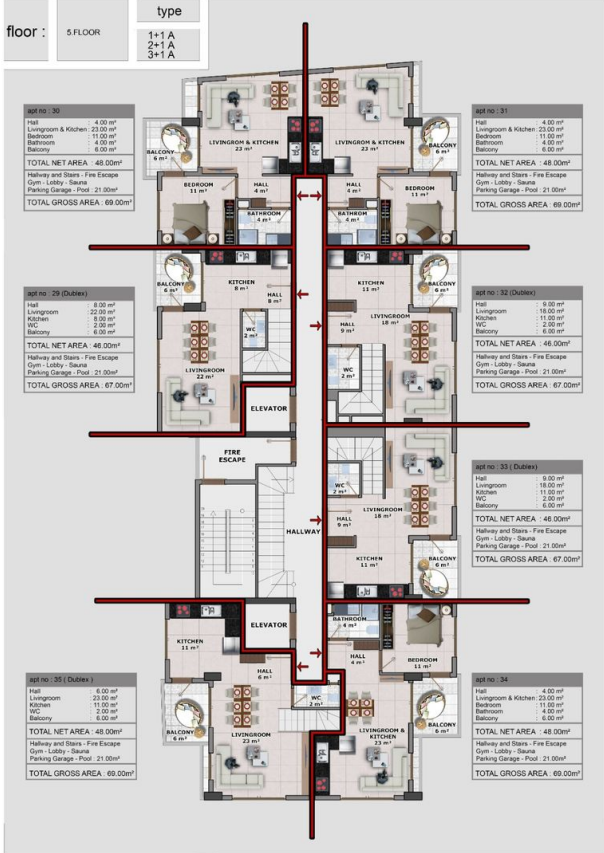 floor :
5.FLOOR
type
1+1 A
2+1 A
3+1 A
apt no : 30
Hall : 4.00 m²
Livingroom & Kitchen : 23.00 m²
Bedroom : 11.00 m²
Bathroom : 4.00 m²
Balcony : 6.00 m²
TOTAL NET AREA : 48.00m²
Hallway and Stairs - Fire Escape
Gym - Lobby - Sauna
Parking Garage - Pool : 21.00m²
TOTAL GROSS AREA : 69.00m²
apt no : 31
Hall : 4.00 m²
Livingroom & Kitchen : 23.00 m²
Bedroom : 11.00 m²
Bathroom : 4.00 m²
Balcony : 6.00 m²
TOTAL NET AREA : 48.00m²
Hallway and Stairs - Fire Escape
Gym - Lobby - Sauna
Parking Garage - Pool : 21.00m²
TOTAL GROSS AREA : 69.00m²
LIVINGROM & KITCHEN
23 m²
LIVINGROM & KITCHEN
23 m²
BALCONY
6 m²
BALCONY
6 m²
BEDROOM
11 m²
HALL
4 m²
HALL
4 m²
BEDROOM
11 m²
BATHROOM
4 m²
BATHROOM
4 m²
apt no : 29 (Dublex)
Hall : 8.00 m²
Livingroom : 22.00 m²
Kitchen : 8.00 m²
WC : 2.00 m²
Balcony : 6.00 m²
TOTAL NET AREA : 46.00m²
Hallway and Stairs - Fire Escape
Gym - Lobby - Sauna
Parking Garage - Pool : 21.00m²
TOTAL GROSS AREA : 67.00m²
apt no : 32 (Dublex)
Hall : 9.00 m²
Livingroom : 18.00 m²
Kitchen : 11.00 m²
WC : 2.00 m²
Balcony : 6.00 m²
TOTAL NET AREA : 46.00m²
Hallway and Stairs - Fire Escape
Gym - Lobby - Sauna
Parking Garage - Pool : 21.00m²
TOTAL GROSS AREA : 67.00m²
BALCONY
6 m²
KITCHEN
8 m²
HALL
8 m²
KITCHEN
11 m²
BALCONY
6 m²
WC
2 m²
HALL
9 m²
LIVINGROOM
18 m²
LIVINGROOM
22 m²
WC
2 m²
ELEVATOR
FIRE
ESCAPE
HALLWAY
WC
2 m²
LIVINGROOM
18 m²
HALL
9 m²
KITCHEN
11 m²
BALCONY
6 m²
apt no : 33 ( Dublex)
Hall : 9.00 m²
Livingroom : 18.00 m²
Kitchen : 11.00 m²
WC : 2.00 m²
Balcony : 6.00 m²
TOTAL NET AREA : 46.00m²
Hallway and Stairs - Fire Escape
Gym - Lobby - Sauna
Parking Garage - Pool : 21.00m²
TOTAL GROSS AREA : 67.00m²
ELEVATOR
BATHROOM
4 m²
KITCHEN
11 m²
HALL
6 m²
HALL
4 m²
BEDROOM
11 m²
WC
2 m²
BALCONY
6 m²
LIVINGROOM
23 m²
LIVINGROOM &
KITCHEN
23 m²
BALCONY
6 m²
apt no : 35 ( Dublex )
Hall : 6.00 m²
Livingroom : 23.00 m²
Kitchen : 11.00 m²
WC : 2.00 m²
Balcony : 6.00 m²
TOTAL NET AREA : 48.00m²
Hallway and Stairs - Fire Escape
Gym - Lobby - Sauna
Parking Garage - Pool : 21.00m²
TOTAL GROSS AREA : 69.00m²
apt no : 34
Hall : 4.00 m²
Livingroom & Kitchen : 23.00 m²
Bedroom : 11.00 m²
Bathroom : 4.00 m²
Balcony : 6.00 m²
TOTAL NET AREA : 48.00m²
Hallway and Stairs - Fire Escape
Gym - Lobby - Sauna
Parking Garage - Pool : 21.00m²
TOTAL GROSS AREA : 69.00m²